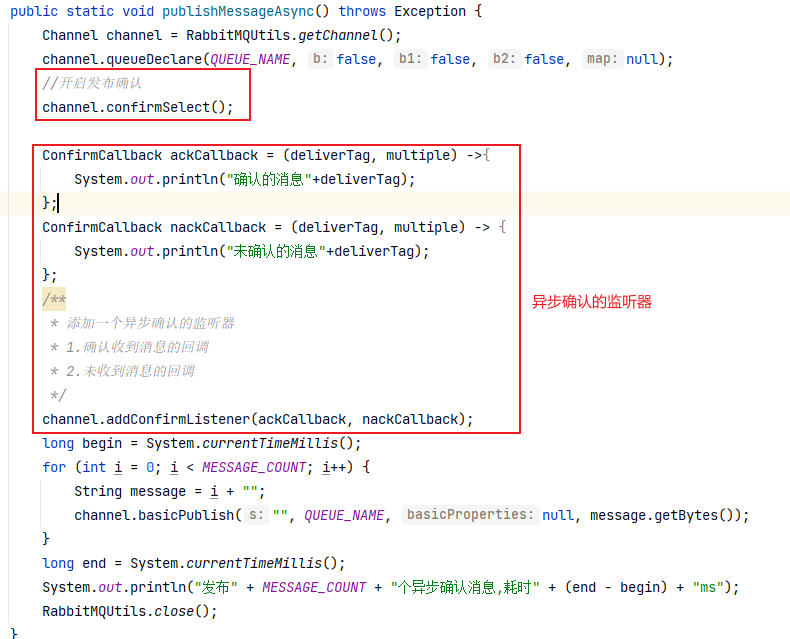 public static void publishMessageAsync() throws Exception {
Channel channel = RabbitMQUtils.getChannel();
channel.queueDeclare(QUEUE_NAME, b: false, b1: false, b2: false, map: null);
//开启发布确认
channel.confirmSelect();
ConfirmCallback ackCallback = (deliverTag, multiple) ->{
System.out.println("确认的消息"+deliverTag);
};
ConfirmCallback nackCallback = (deliverTag, multiple) -> {
System.out.println("未确认的消息"+deliverTag);
};
/**
* 添加一个异步确认的监听器
* 1.确认收到消息的回调
* 2.未收到消息的回调
*/
异步确认的监听器
channel.addConfirmListener(ackCallback, nackCallback);
long begin = System.currentTimeMillis();
for (int i = 0; i < MESSAGE_COUNT; i++) {
String message = i + "";
channel.basicPublish( s: "", QUEUE_NAME, basicProperties: null, message.getBytes());
}
long end = System.currentTimeMillis();
System.out.println("发布" + MESSAGE_COUNT + "个异步确认消息,耗时" + (end - begin) + "ms");
RabbitMQUtils.close();
}